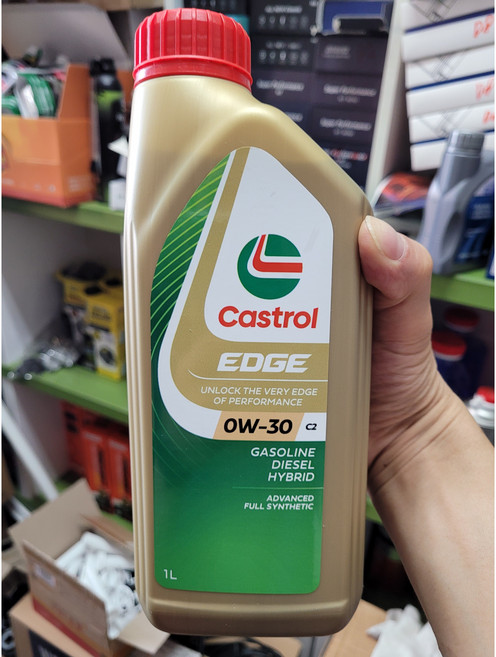 Castrol
EDGE
UNLOCK THE VERY EDGE
OF PERFORMANCE
0W-30 C2
GASOLINE
DIESEL
HYBRID
ADVANCED
FULL SYNTHETIC
1L